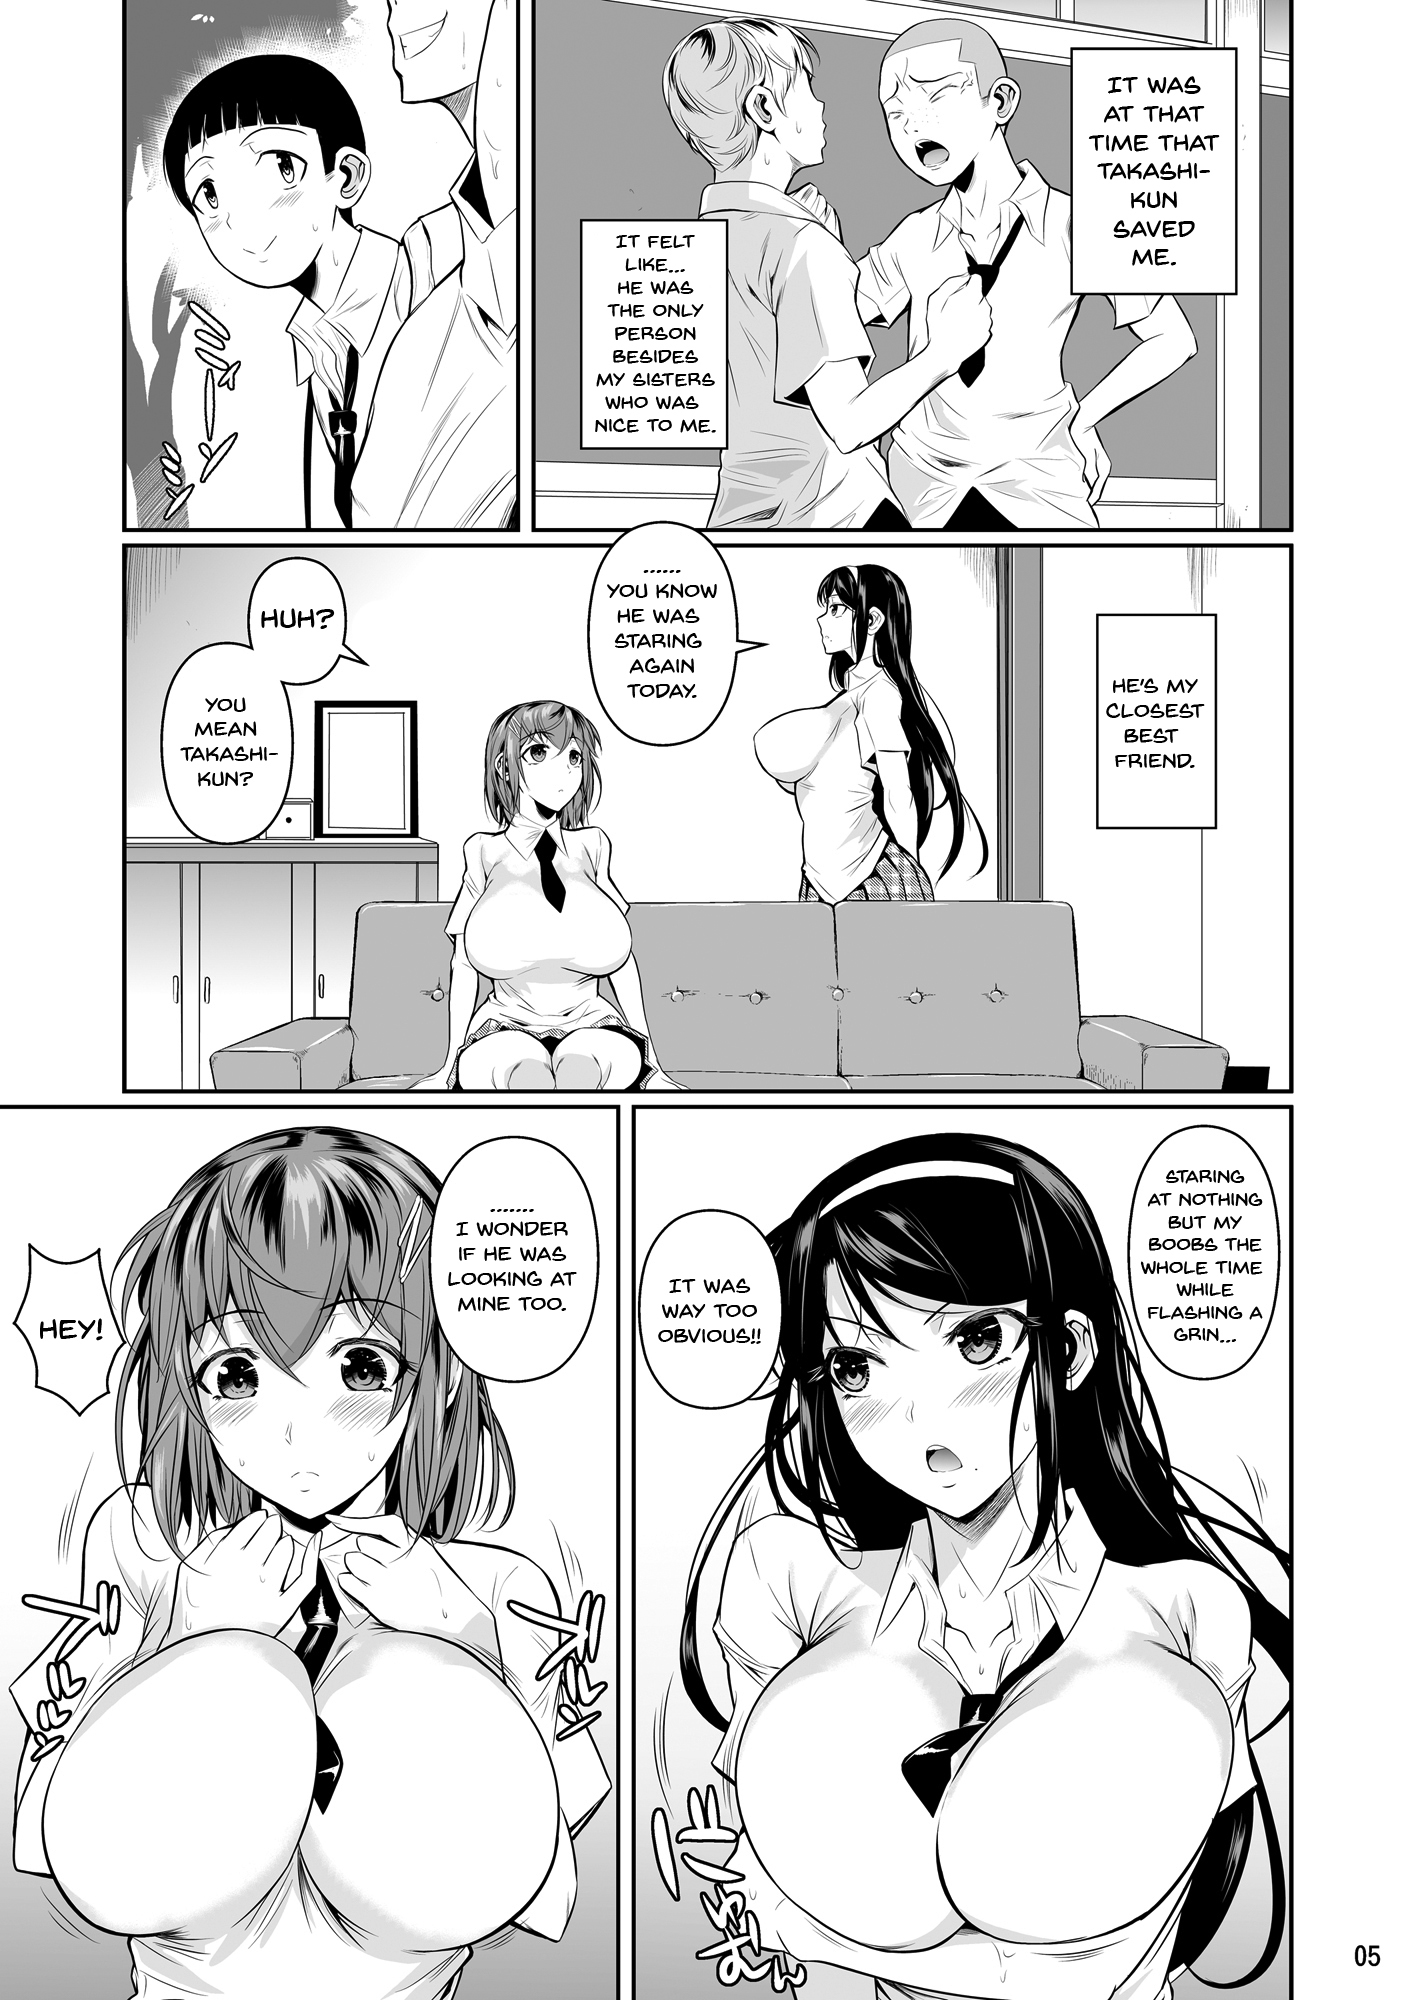 IT WAS
AT THAT
TIME THAT
TAKASHI-
KUN
SAVED
ME.
IT FELT
LIKE...
HE WAS
THE ONLY
PERSON
BESIDES
MY SISTERS
WHO WAS
NICE TO ME.
HE'S MY
CLOSEST
BEST
FRIEND.
......
YOU KNOW
HE WAS
STARING
AGAIN
TODAY.
HUH?
YOU
MEAN
TAKASHI-
KUN?
STARING
AT NOTHING
BUT MY
BOOBS THE
WHOLE TIME
WHILE
FLASHING A
GRIN...
IT WAS
WAY TOO
OBVIOUS!!
.......
I WONDER
IF HE WAS
LOOKING AT
MINE TOO.
HEY!
05